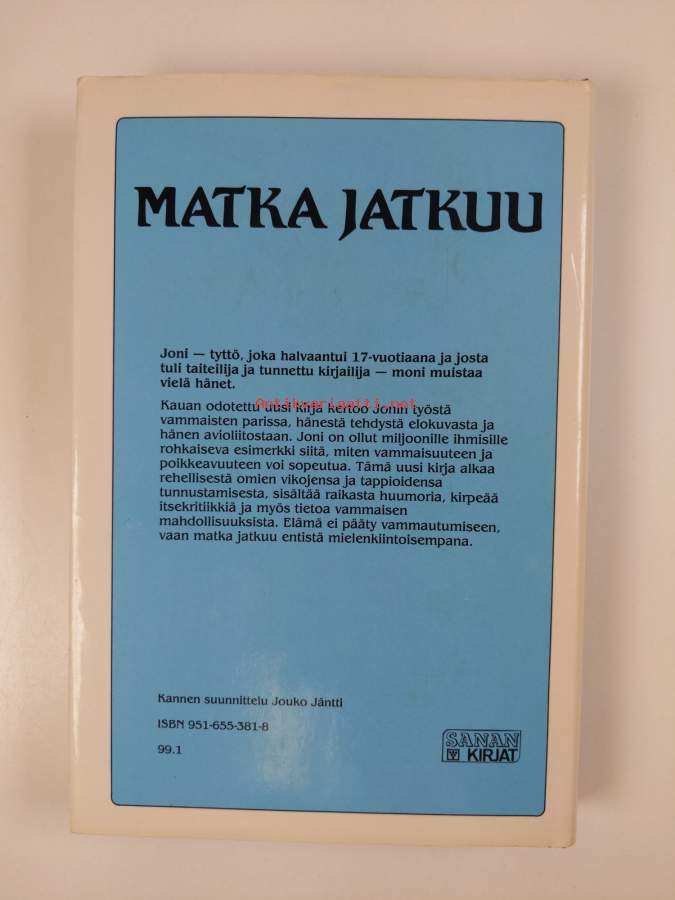 MATKA JATKUU
Joni — tyttö, joka halvaantui 17-vuotiaana ja josta
tuli taiteilija ja tunnettu kirjailija — moni muistaa
vielä hänet.
Antikvariaatti.net
Kauan odotettu uusi kirja kertoo Jonin työstä
vammaisten parissa, hänestä tehdystä elokuvasta ja
hänen avioliitostaan. Joni on ollut miljoonille ihmisille
rohkaiseva esimerkki siitä, miten vammaisuuteen ja
poikkeavuuteen voi sopeutua. Tämä uusi kirja alkaa
rehellisestä omien vikojensa ja tappioidensa
tunnustamisesta, sisältää raikasta huumoria, kirpeää
itsekritiikkiä ja myös tietoa vammaisen
mahdollisuuksista. Elämä ei pääty vammautumiseen,
vaan matka jatkuu entistä mielenkiintoisempana.
Kannen suunnittelu Jouko Jäntti
ISBN 951-655-381-8
99.1
SANAN
KIRJAT